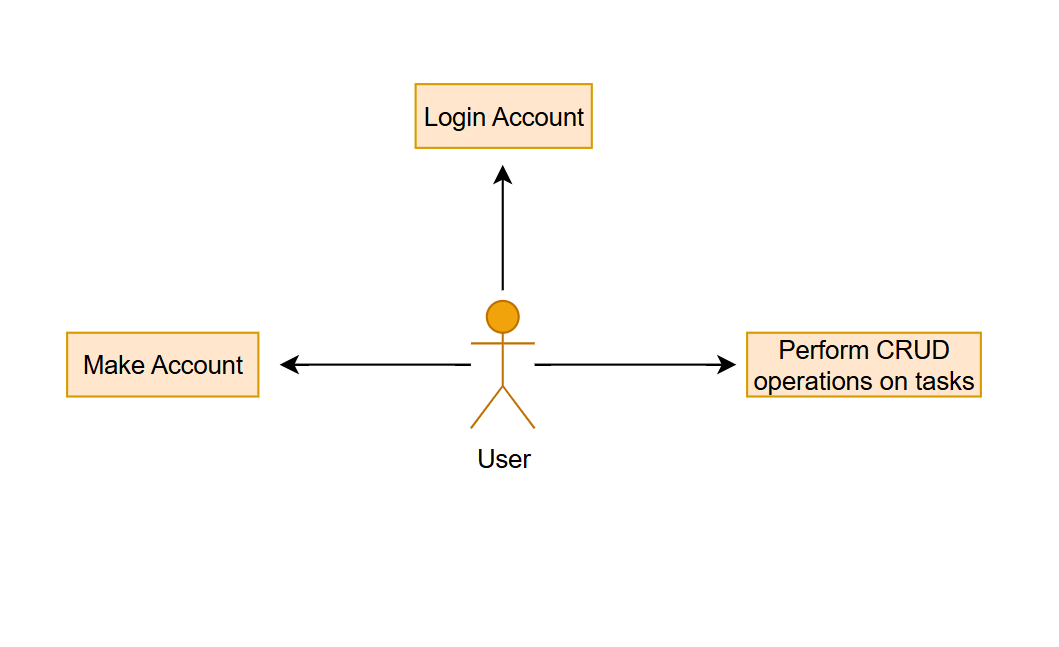 Login Account
Make Account
Perform CRUD
operations on tasks
User